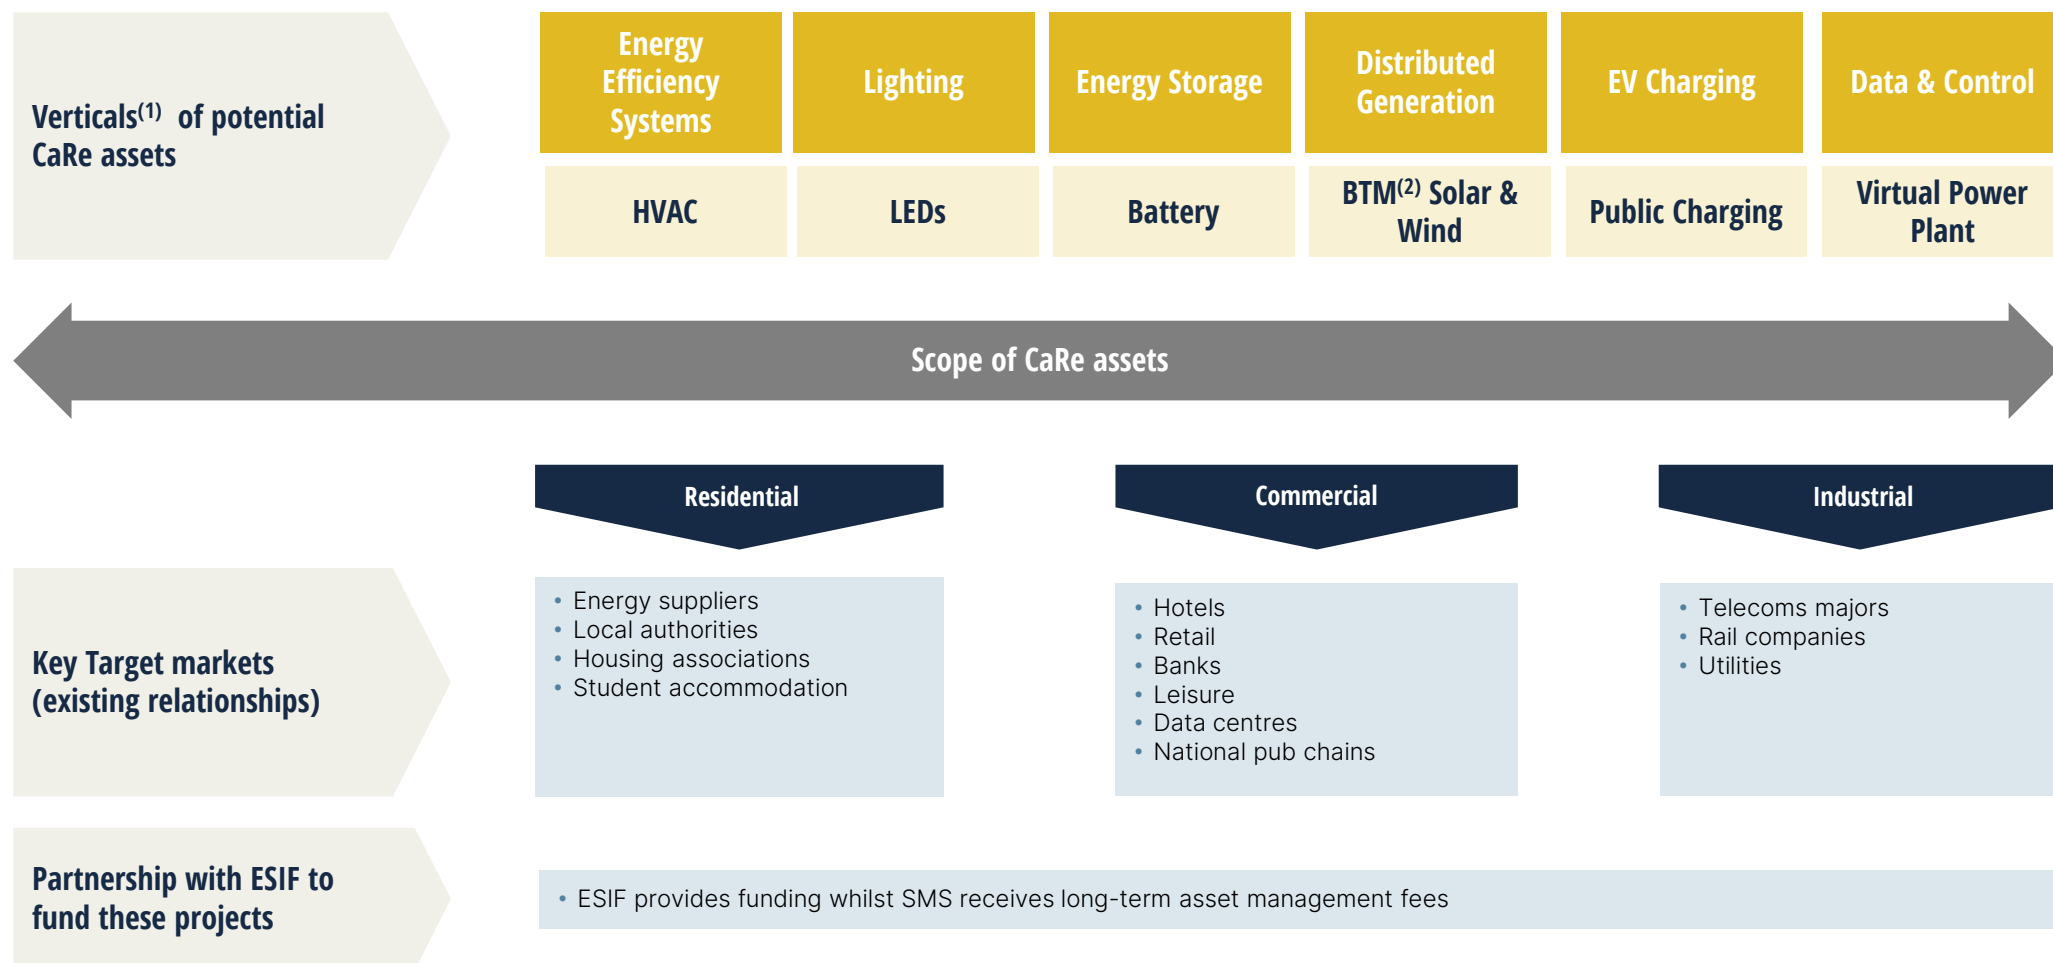 Verticals(1) of potential
CaRe assets
Energy
Efficiency
Systems
Lighting
Energy Storage
Distributed
Generation
EV Charging
Data & Control
HVAC
LEDs
Battery
BTM(2) Solar &
Wind
Public Charging
Virtual Power
Plant
Scope of CaRe assets
Residential
Commercial
Industrial
Key Target markets
(existing relationships)
• Energy suppliers
• Local authorities
• Housing associations
• Student accommodation
• Hotels
• Retail
• Banks
• Leisure
• Data centres
• National pub chains
• Telecoms majors
• Rail companies
• Utilities
Partnership with ESIF to
fund these projects
• ESIF provides funding whilst SMS receives long-term asset management fees